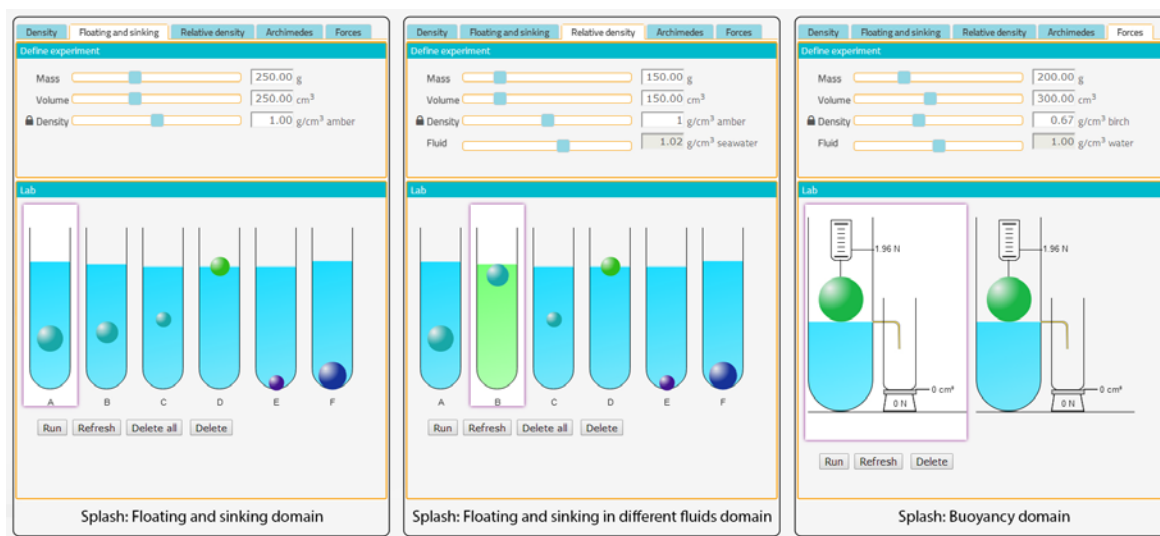 Density Floating and sinking Relative density Archimedes Forces
Define experiment
Mass 250.00 g
Volume 250.00 cm³
Density 1.00 g/cm³ amber
Lab
A B C D E F
Run Refresh Delete all Delete
Splash: Floating and sinking domain
Density Floating and sinking Relative density Archimedes Forces
Define experiment
Mass 150.00 g
Volume 150.00 cm³
Density 1 g/cm³ amber
Fluid 1.02 g/cm³ seawater
Lab
A B C D E F
Run Refresh Delete all Delete
Splash: Floating and sinking in different fluids domain
Density Floating and sinking Relative density Archimedes Forces
Define experiment
Mass 200.00 g
Volume 300.00 cm³
Density 0.67 g/cm³ birch
Fluid 1.00 g/cm³ water
Lab
1.96 N 1.96 N
0 cm³ 0 cm³
0 N 0 N
Run Refresh Delete
Splash: Buoyancy domain